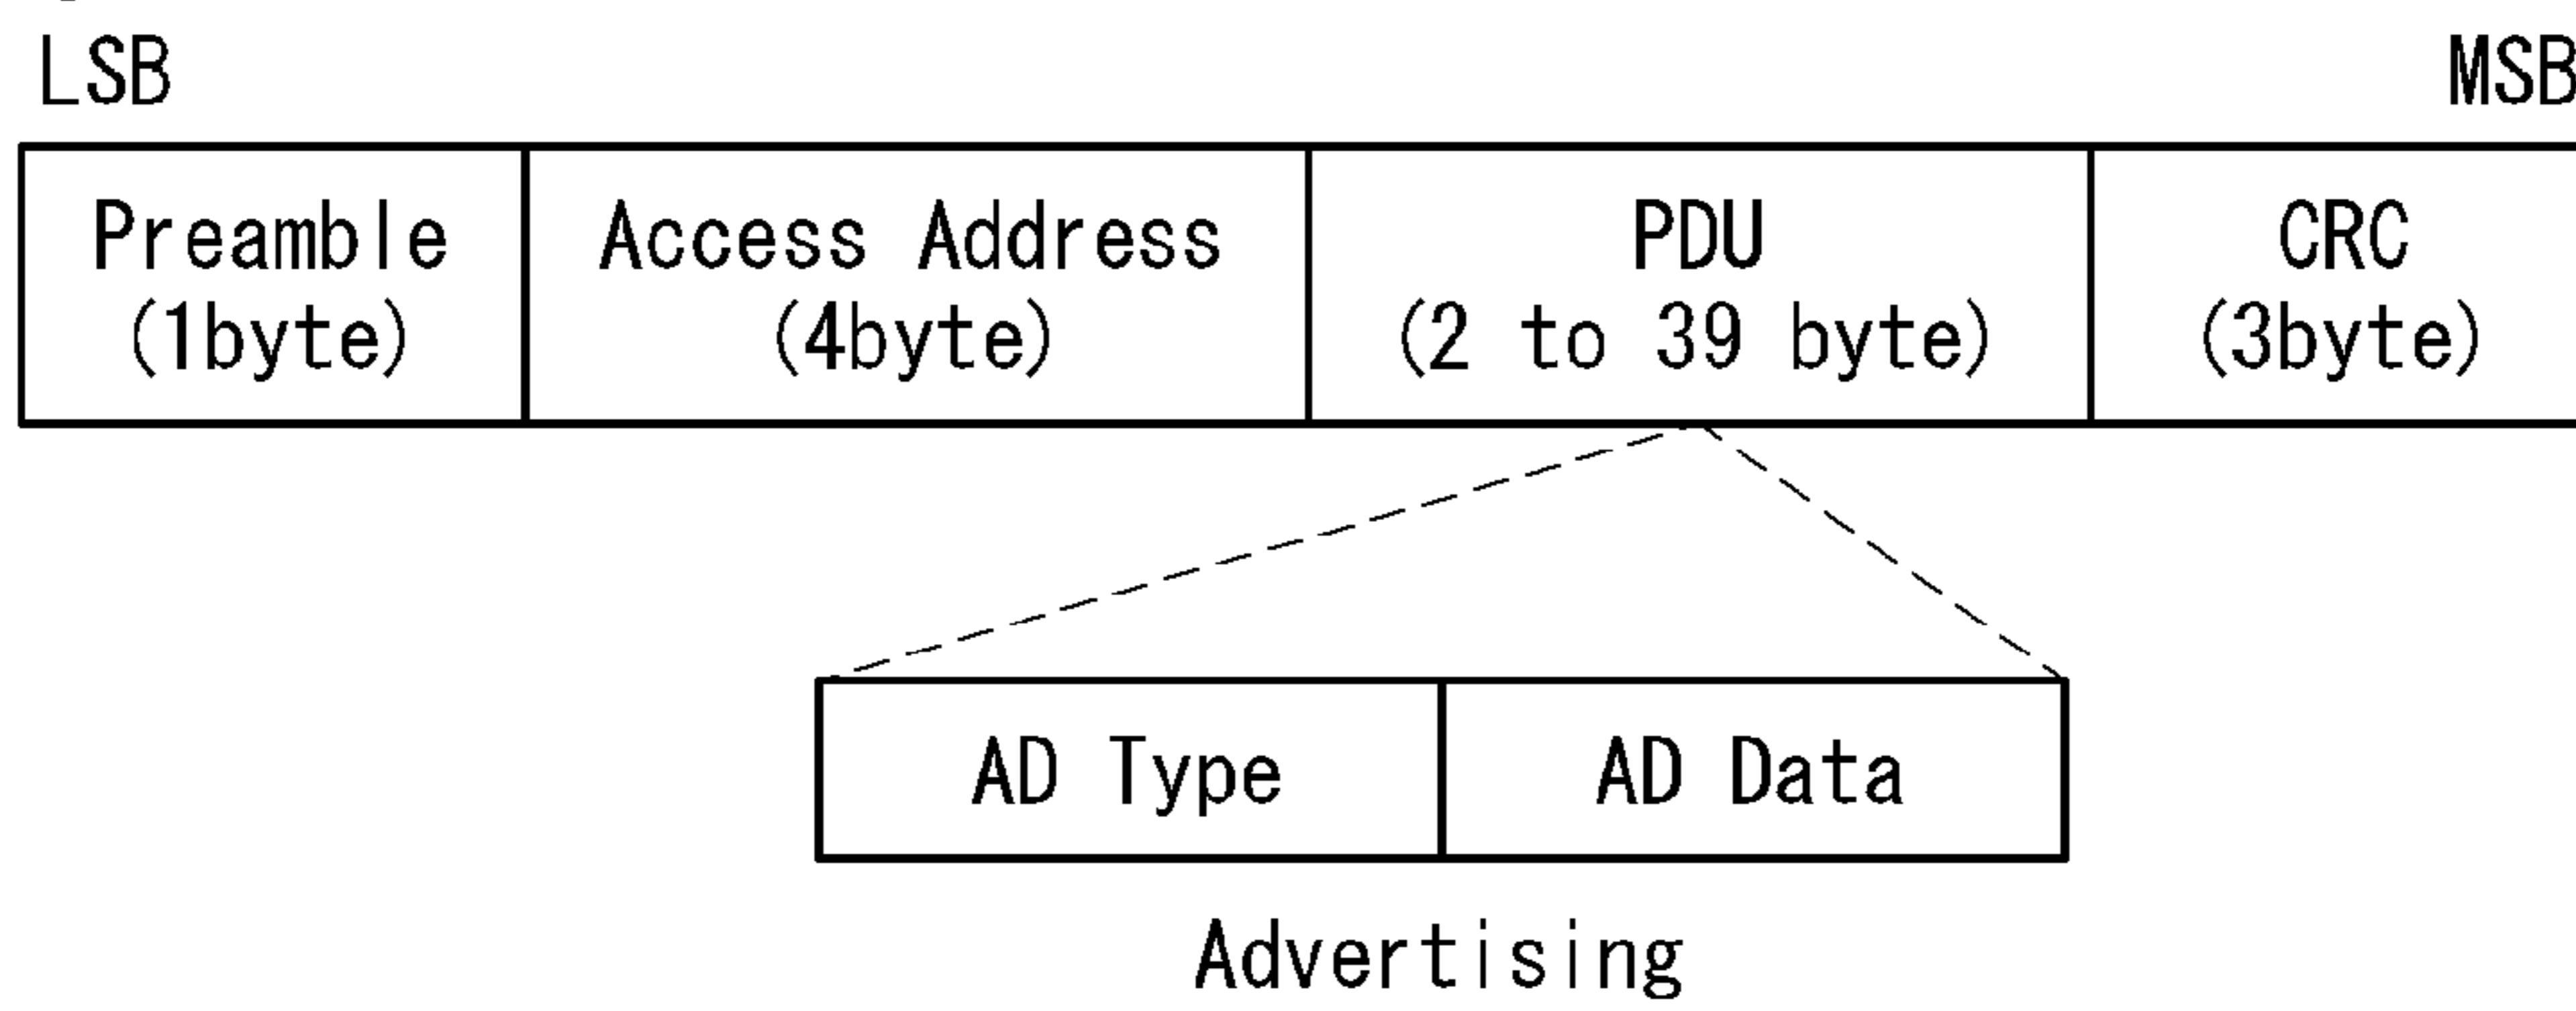 LSB MSB
Preamble Access Address PDU CRC
(1byte) (4byte) (2 to 39 byte) (3byte)
AD Type AD Data
Advertising